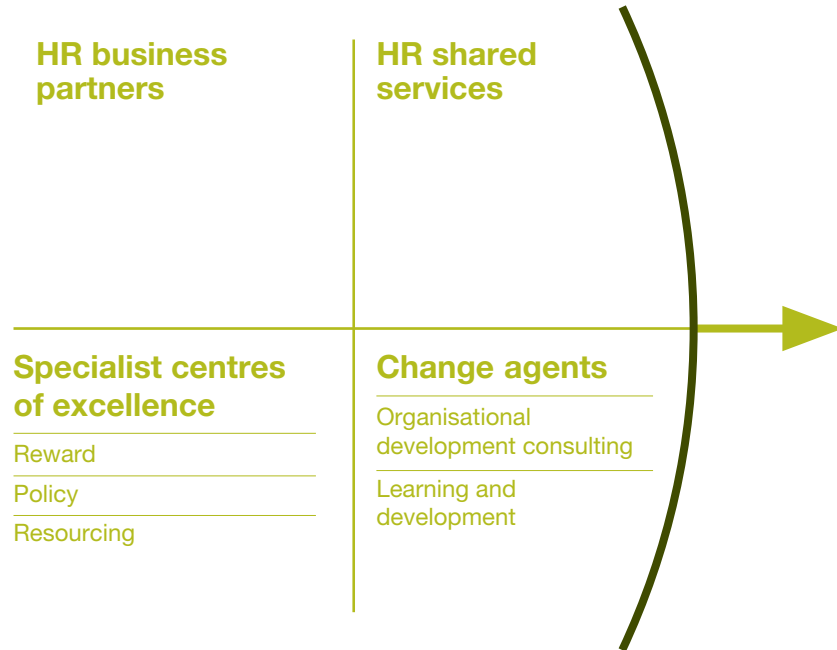 HR business
partners
HR shared
services
Specialist centres
of excellence
Reward
Policy
Resourcing
Change agents
Organisational
development consulting
Learning and
development